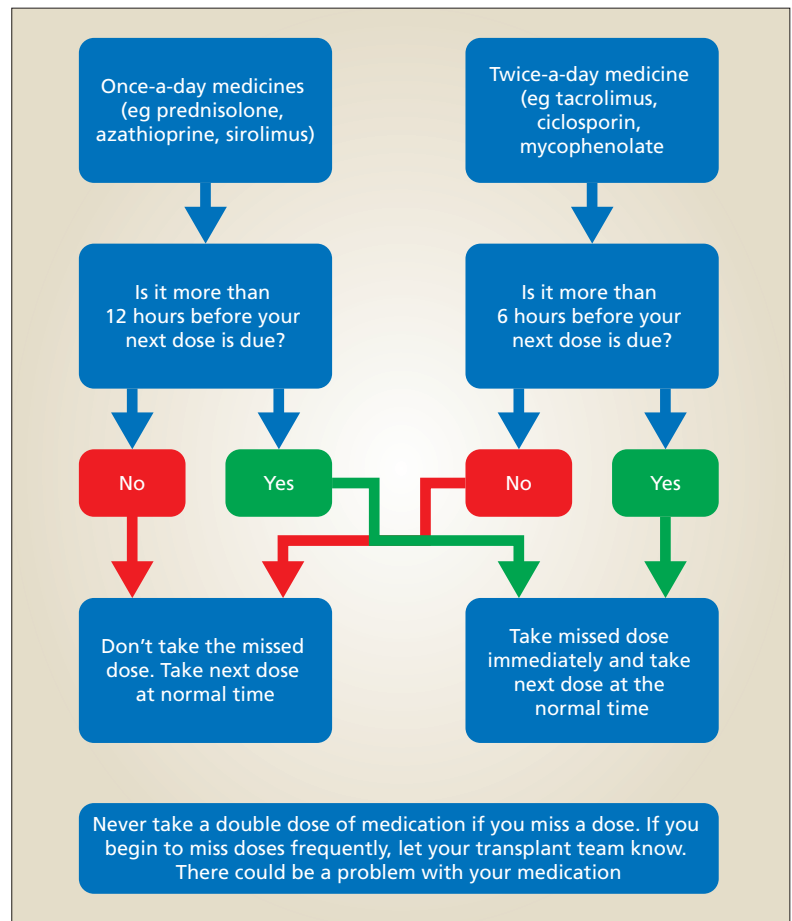 Once-a-day medicines
(eg prednisolone,
azathioprine, sirolimus)
Twice-a-day medicine
(eg tacrolimus,
ciclosporin,
mycophenolate
Is it more than
12 hours before your
next dose is due?
Is it more than
6 hours before your
next dose is due?
No
Yes
No
Yes
Don't take the missed
dose. Take next dose
at normal time
Take missed dose
immediately and take
next dose at the
normal time
Never take a double dose of medication if you miss a dose. If you
begin to miss doses frequently, let your transplant team know.
There could be a problem with your medication